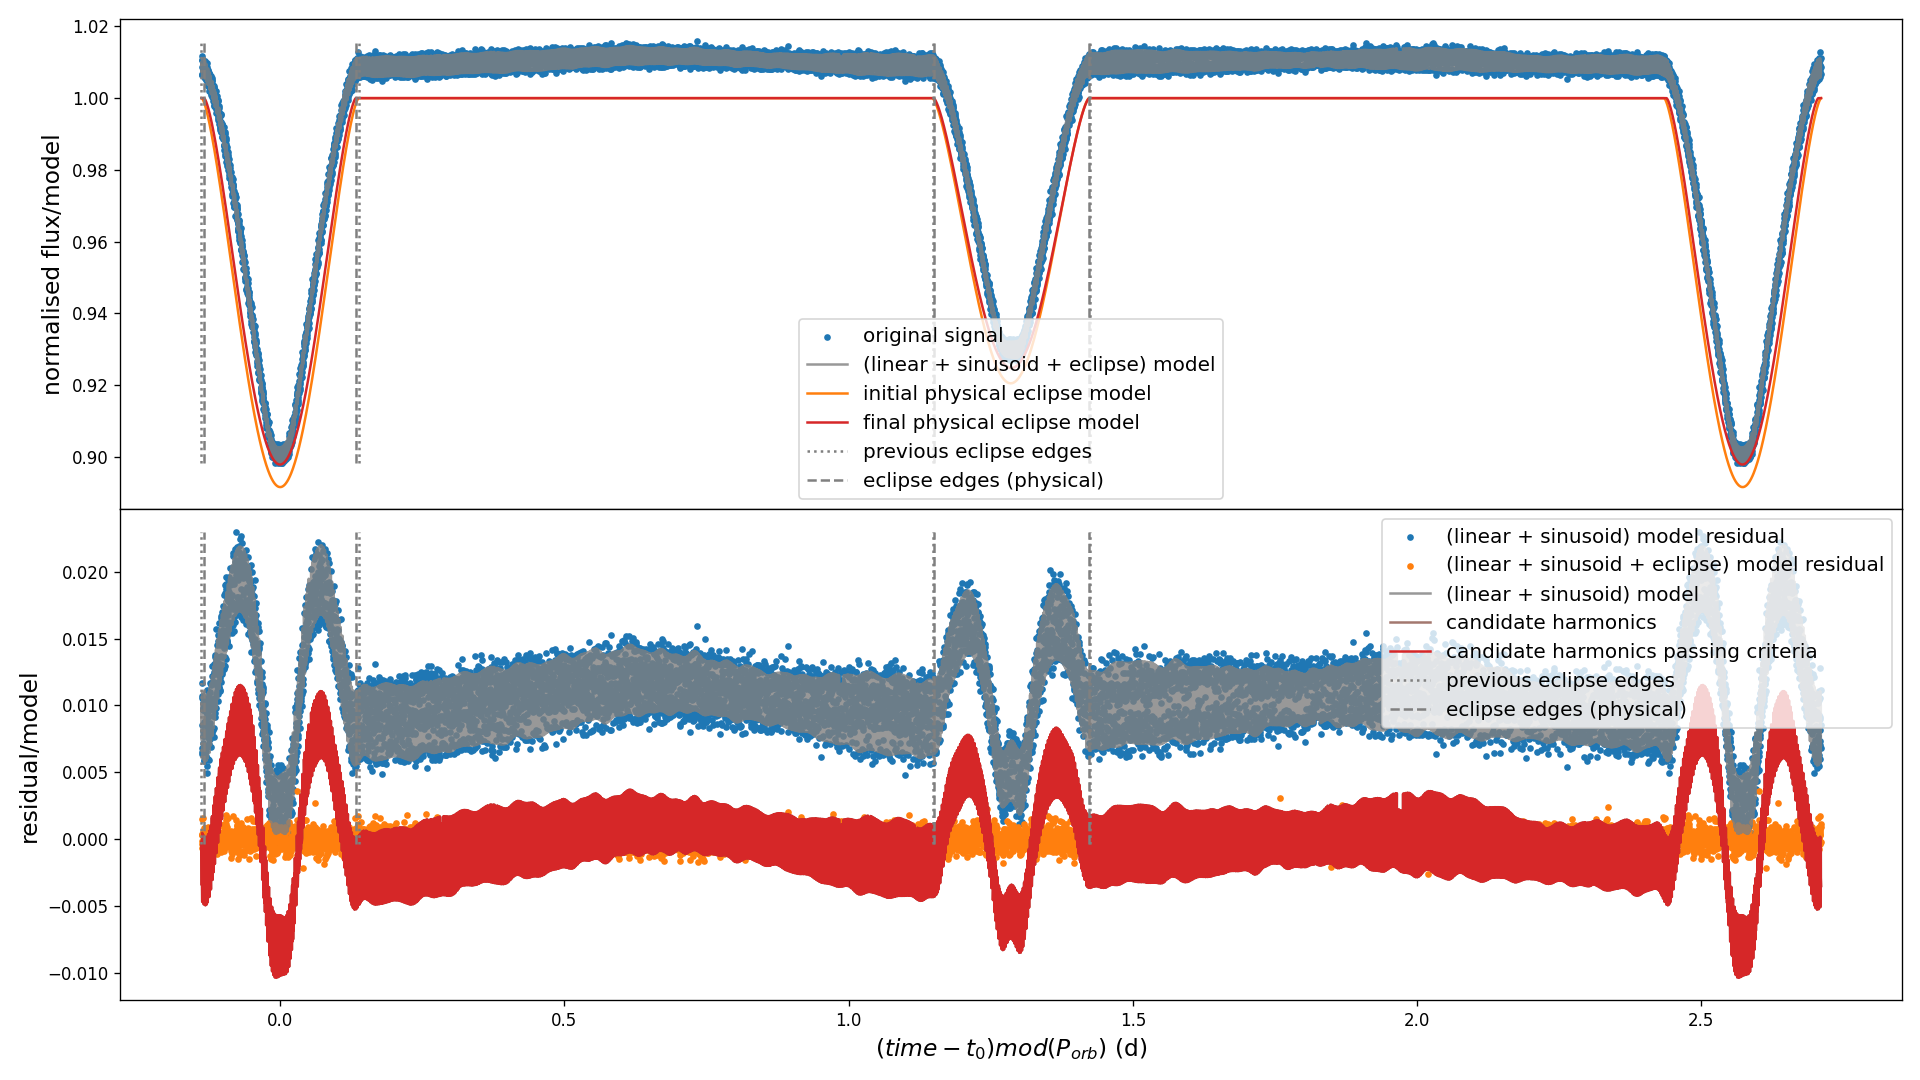 1.02
1.00
0.98
0.96
0.94
0.92
0.90
normalised flux/model
original signal
(linear + sinusoid + eclipse) model
initial physical eclipse model
final physical eclipse model
previous eclipse edges
eclipse edges (physical)
0.020
0.015
0.010
0.005
0.000
−0.005
−0.010
residual/model
(linear + sinusoid) model residual
(linear + sinusoid + eclipse) model residual
(linear + sinusoid) model
candidate harmonics
candidate harmonics passing criteria
previous eclipse edges
eclipse edges (physical)
0.0 0.5 1.0 1.5 2.0 2.5
(time − t₀)mod(Pₒᵣb) (d)